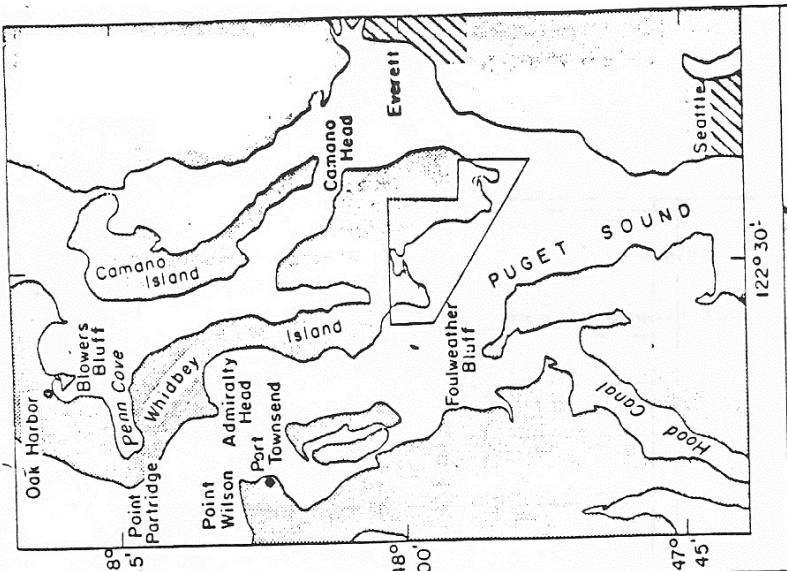 Oak Harbor
Blowers
Bluff
Penn Cove
Camano
Island
Camano
Head
Everett
Whidbey
Island
Point
Partridge
Admiralty
Head
Point
Wilson
Port
Townsend
Foulweather
Bluff
PUGET SOUND
Hood
Canal
Seattle
8°
15'
48°
00'
47°
45'
122° 30'